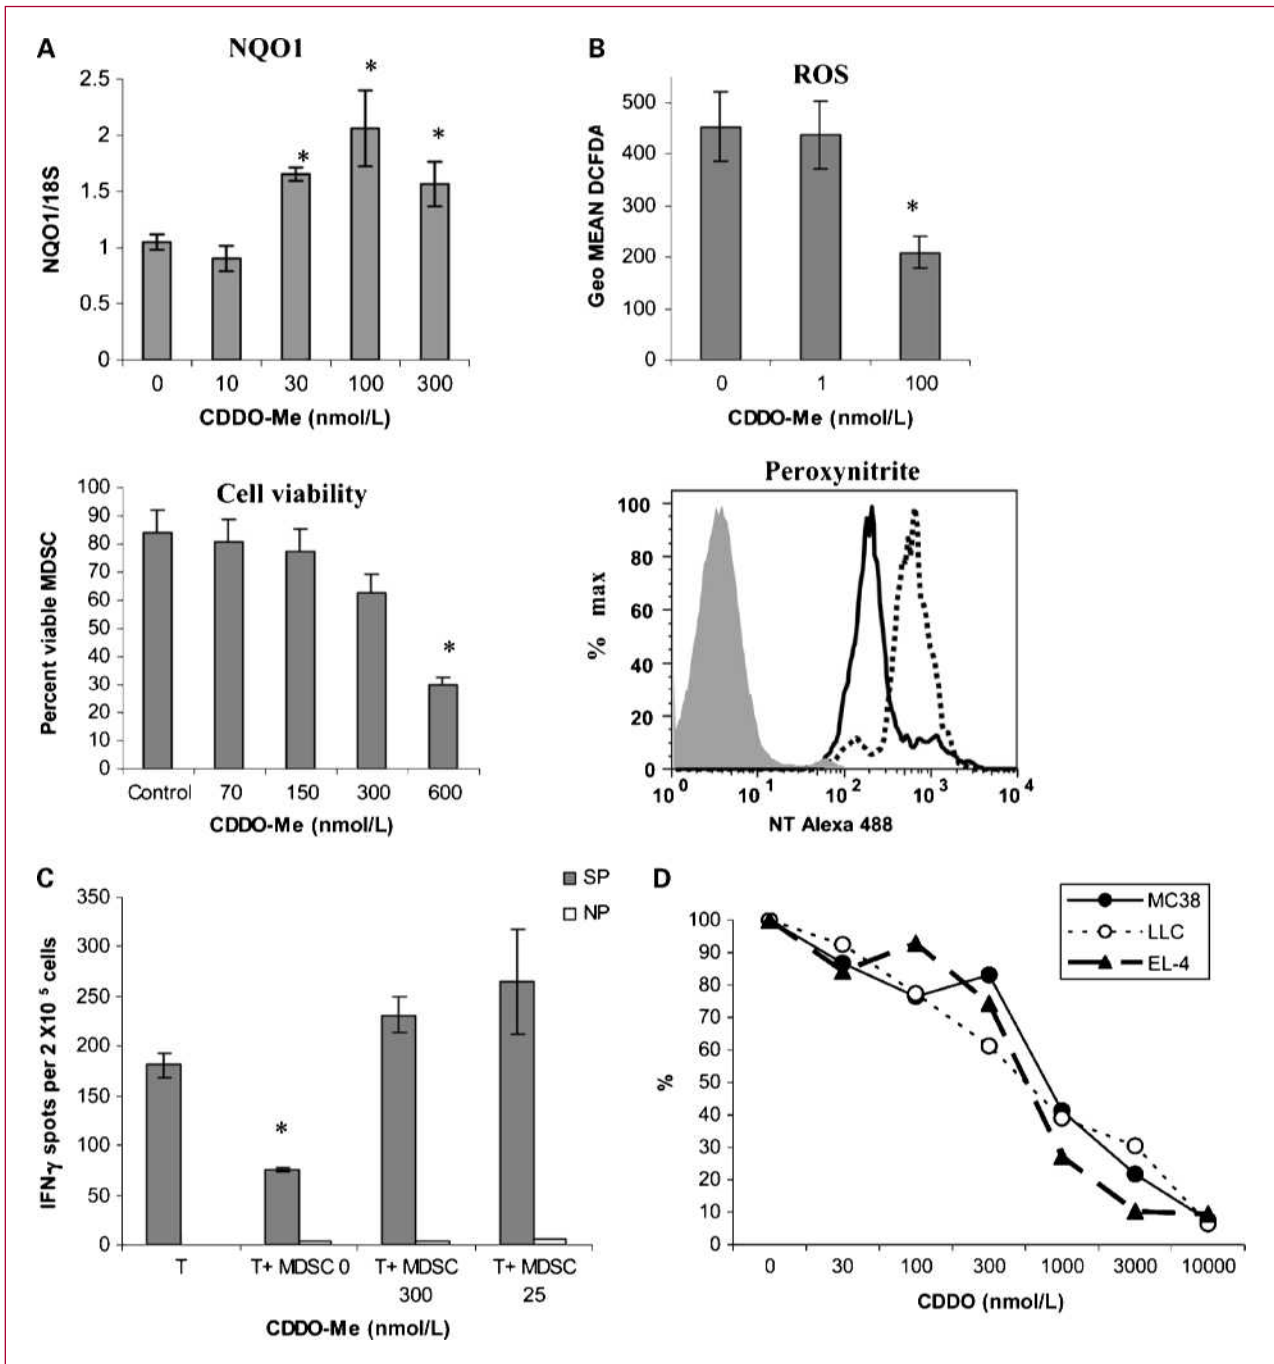 A
NQO1
2.5
2
1.5
1
0.5
0
NQO1/18S
*
*
*
0 10 30 100 300
CDDO-Me (nmol/L)
B
ROS
500
400
300
200
100
0
Geo MEAN DCFDA
*
0 1 100
CDDO-Me (nmol/L)
Cell viability
100
90
80
70
60
50
40
30
20
10
0
Percent viable MDSC
*
Control 70 150 300 600
CDDO-Me (nmol/L)
Peroxynitrite
100
80
60
40
20
0
% max
10^0 10^1 10^2 10^3 10^4
NT Alexa 488
C
SP
NP
350
300
250
200
150
100
50
0
IFN-γ spots per 2 X10^5 cells
*
T T+ MDSC 0 T+ MDSC T+ MDSC
300 25
CDDO-Me (nmol/L)
D
MC38
LLC
EL-4
100
90
80
70
60
50
40
30
20
10
0
%
0 30 100 300 1000 3000 10000
CDDO (nmol/L)